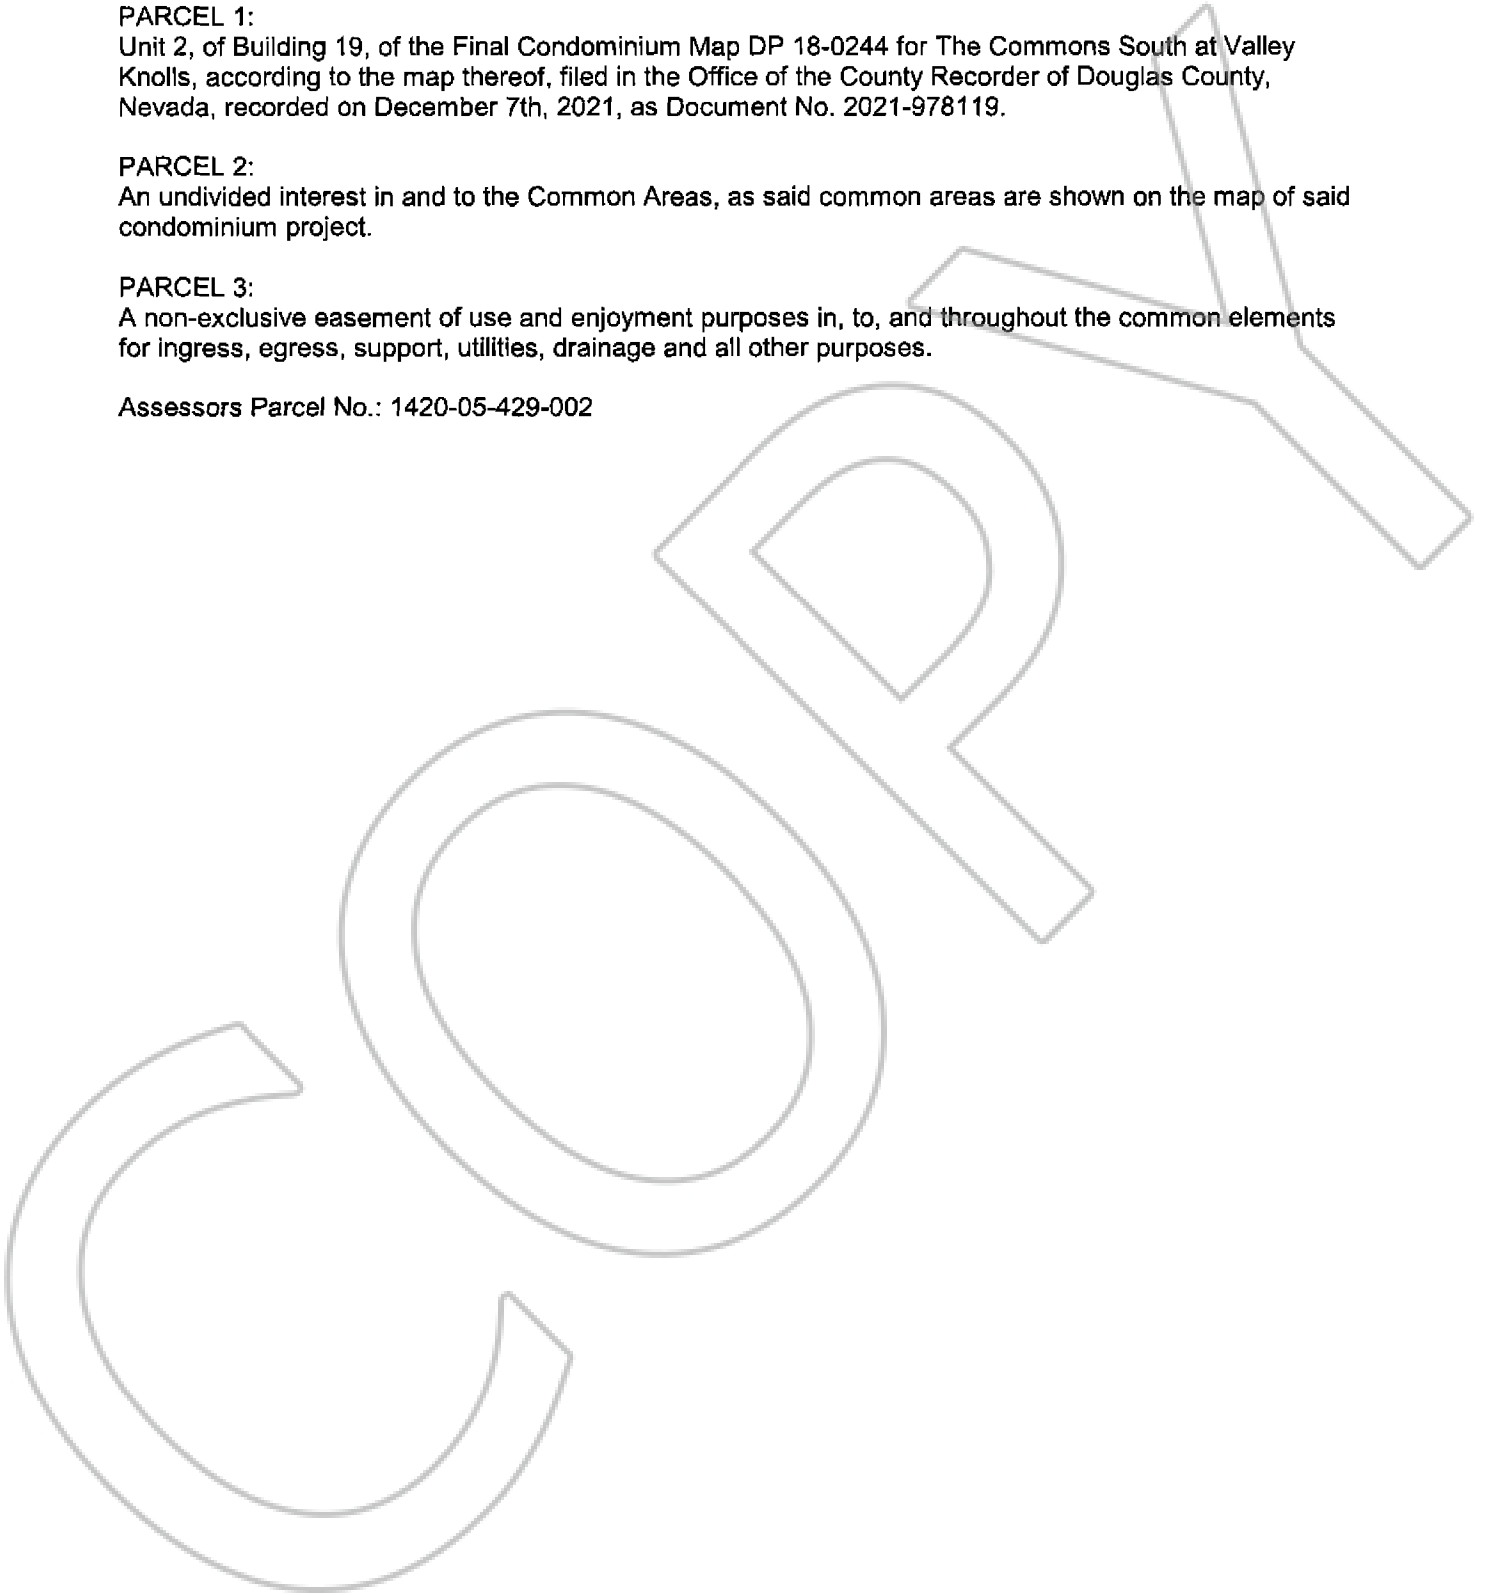 PARCEL 1:
Unit 2, of Building 19, of the Final Condominium Map DP 18-0244 for The Commons South at Valley
Knolls, according to the map thereof, filed in the Office of the County Recorder of Douglas County,
Nevada, recorded on December 7th, 2021, as Document No. 2021-978119.
PARCEL 2:
An undivided interest in and to the Common Areas, as said common areas are shown on the map of said
condominium project.
PARCEL 3:
A non-exclusive easement of use and enjoyment purposes in, to, and throughout the common elements
for ingress, egress, support, utilities, drainage and all other purposes.
Assessors Parcel No.: 1420-05-429-002
COPY